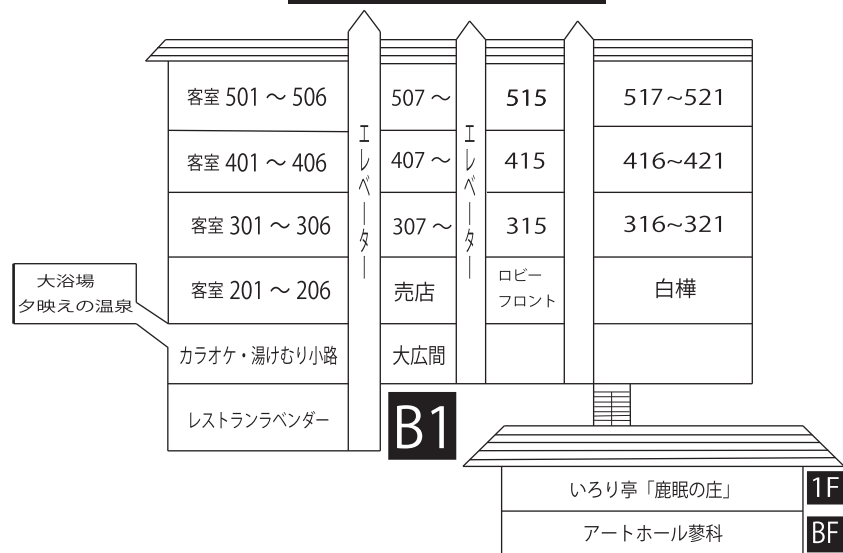 客室 501 〜 506
507 〜
515
517~521
客室 401 〜 406
407 〜
415
416~421
客室 301 〜 306
307 〜
315
316~321
エレベーター
エレベーター
大浴場
夕映えの温泉
客室 201 〜 206
売店
ロビー
フロント
白樺
カラオケ・湯けむり小路
大広間
レストランラベンダー
B1
いろり亭「鹿眠の庄」
1F
アートホール蓼科
BF